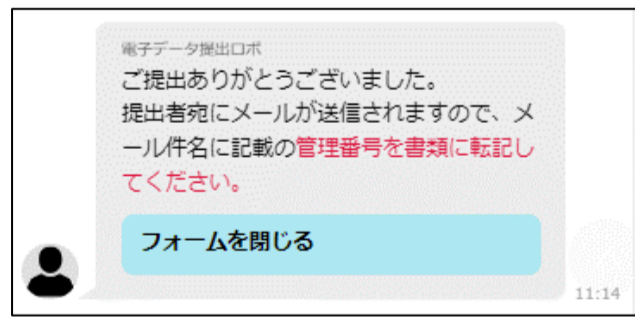 電子データ提出ロボ
ご提出ありがとうございました。
提出者宛にメールが送信されますので、メ
ール件名に記載の管理番号を書類に転記し
てください。
フォームを閉じる
11:14